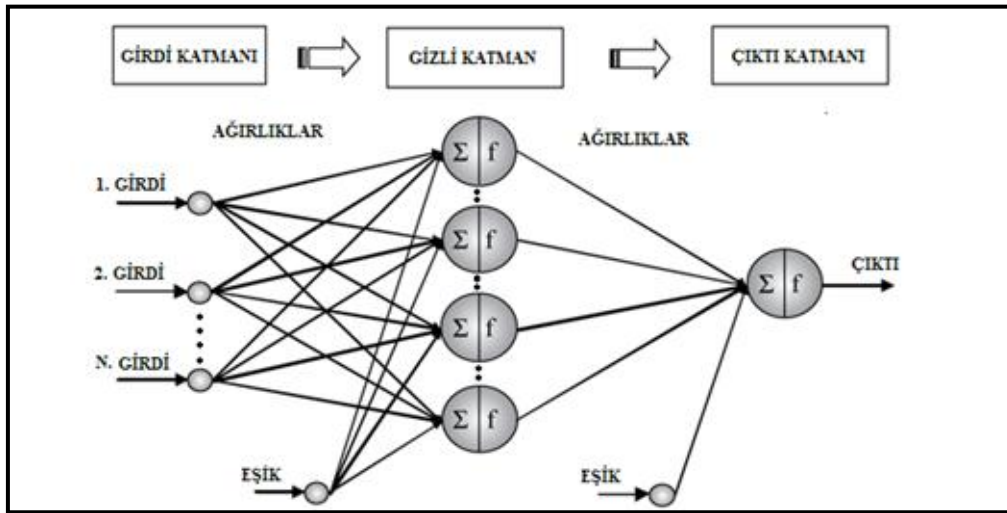 GİRDİ KATMANI
GİZLİ KATMAN
ÇIKTI KATMANI
AĞIRLIKLAR
AĞIRLIKLAR
1. GİRDİ
2. GİRDİ
N. GİRDİ
Σ f
Σ f
Σ f
Σ f
Σ f
ÇIKTI
EŞİK
EŞİK